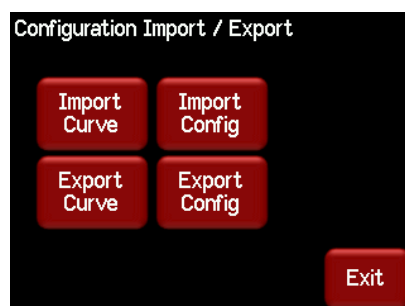 Configuration Import / Export
Import
Curve
Import
Config
Export
Curve
Export
Config
Exit